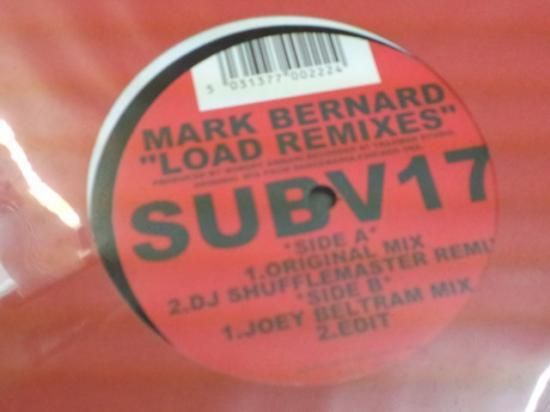 5 031377 002224
MARK BERNARD
"LOAD REMIXES"
SUBV17
"SIDE A"
1.ORIGINAL MIX
2.DJ SHUFFLEMASTER REMI
"SIDE B"
1.JOEY BELTRAM MIX
2.EDIT